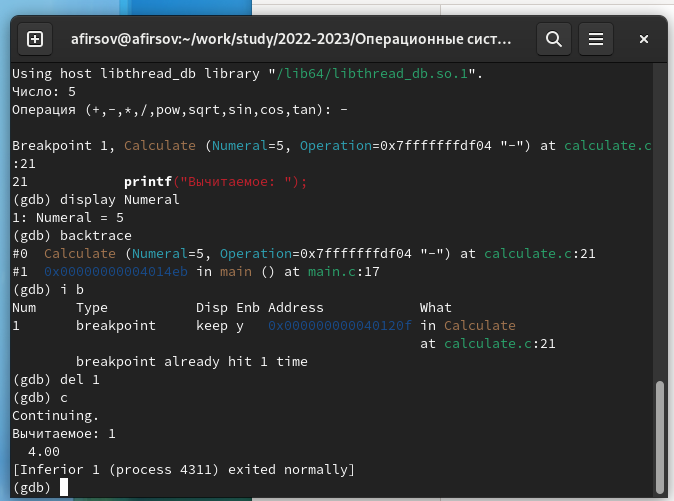 afirsov@afirsov:~/work/study/2022-2023/Операционные сист…
Using host libthread_db library "/lib64/libthread_db.so.1".
Число: 5
Операция (+,-,*,/,pow,sqrt,sin,cos,tan): -
Breakpoint 1, Calculate (Numeral=5, Operation=0x7fffffffdf04 "-") at calculate.c
:21
21            printf("Вычитаемое: ");
(gdb) display Numeral
1: Numeral = 5
(gdb) backtrace
#0  Calculate (Numeral=5, Operation=0x7fffffffdf04 "-") at calculate.c:21
#1  0x00000000004014eb in main () at main.c:17
(gdb) i b
Num     Type           Disp Enb Address            What
1       breakpoint     keep y   0x000000000040120f in Calculate
                                                   at calculate.c:21
        breakpoint already hit 1 time
(gdb) del 1
(gdb) c
Continuing.
Вычитаемое: 1
  4.00
[Inferior 1 (process 4311) exited normally]
(gdb)